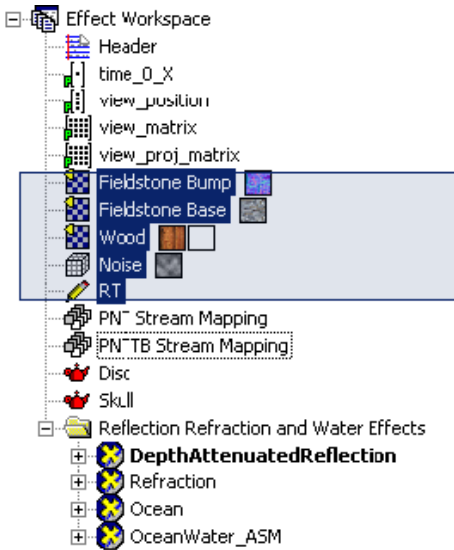 Effect Workspace
Header
time_0_X
view_position
view_matrix
view_proj_matrix
Fieldstone Bump
Fieldstone Base
Wood
Noise
RT
PNT Stream Mapping
PNTTB Stream Mapping
Disc
Skull
Reflection Refraction and Water Effects
DepthAttenuatedReflection
Refraction
Ocean
OceanWater_ASM